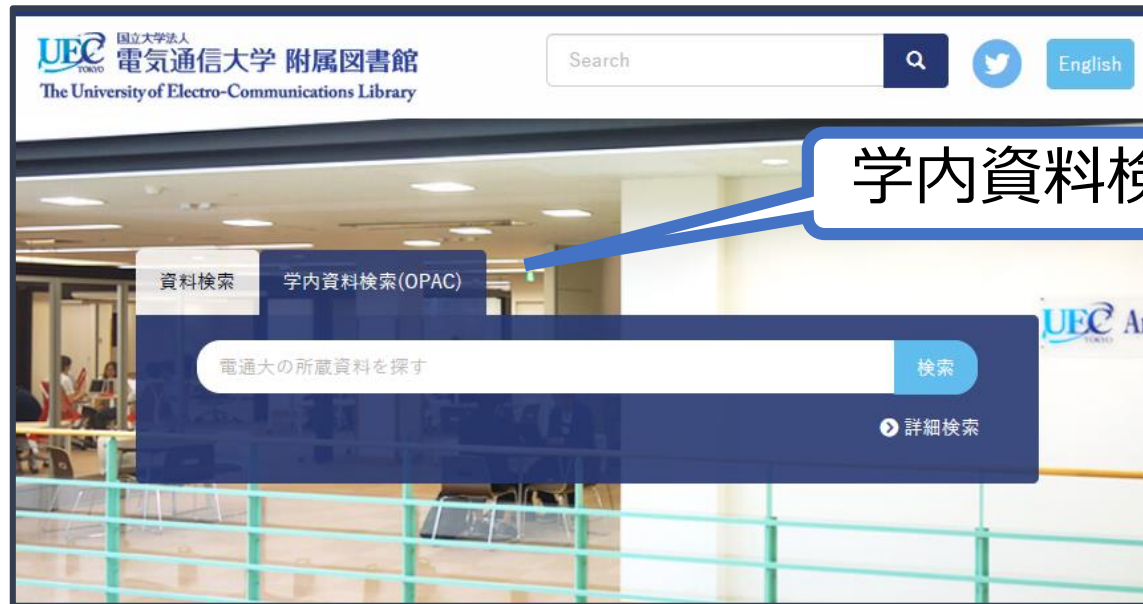 UEC
TOKYO
国立大学法人
電気通信大学 附属図書館
The University of Electro-Communications Library
Search
English
学内資料検
資料検索
学内資料検索(OPAC)
UEC
TOKYO
電通大の所蔵資料を探す
検索
詳細検索